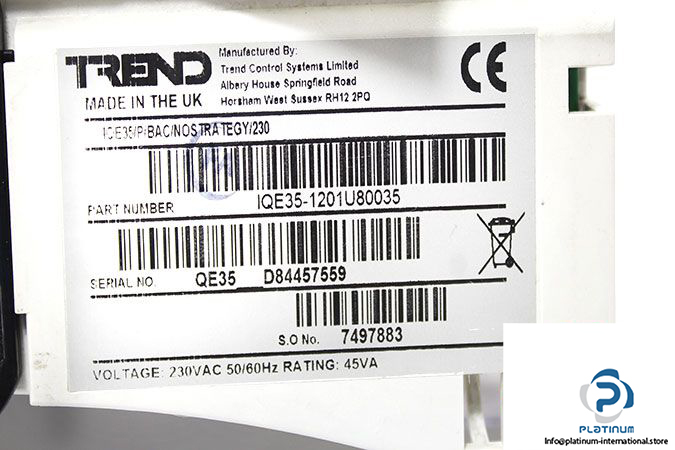 TREND
Manufactured By:
Trend Control Systems Limited
Albery House Springfield Road
Horsham West Sussex RH12 2PQ
CE
MADE IN THE UK
IQE35/P/BAC/NOSTRATEGY/230
PART NUMBER IQE35-1201U80035
SERIAL NO. QE35 D84457559
S.O No. 7497883
VOLTAGE: 230VAC 50/60Hz RATING: 45VA
PLATINUM
Info@platinum-international.store